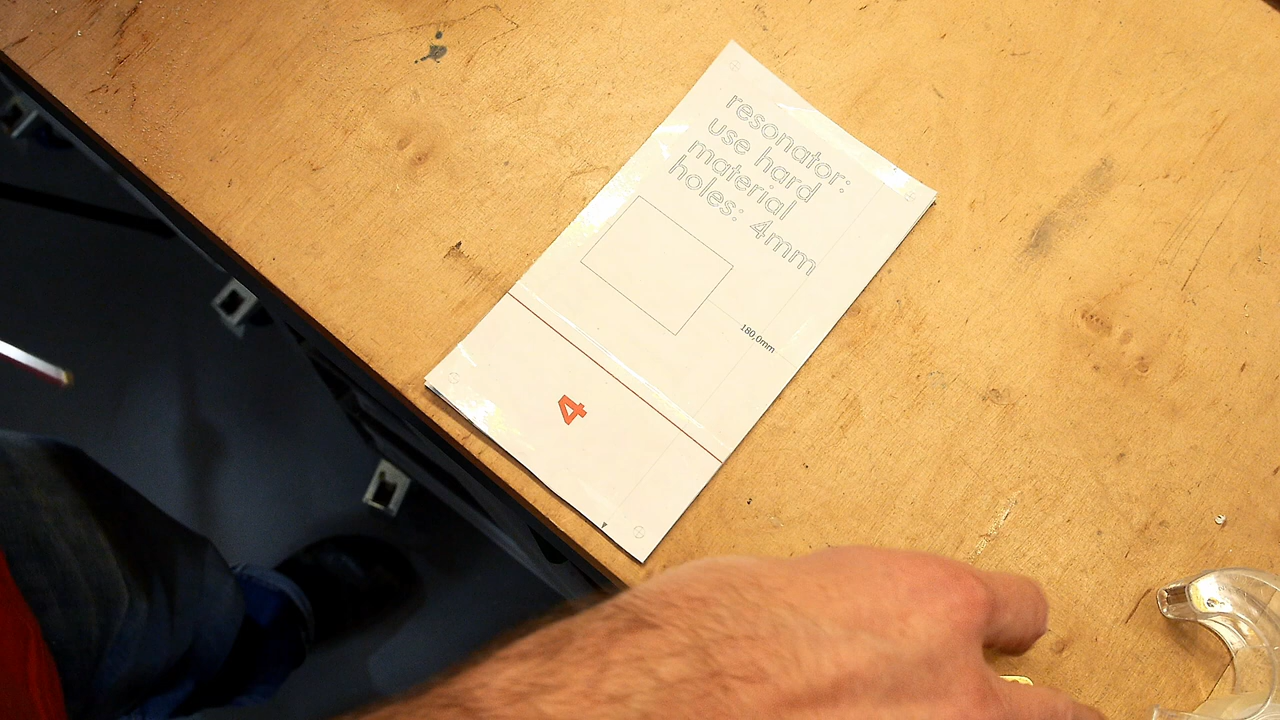 resonator:
use hard
material
holes: 4mm
180,0mm
4